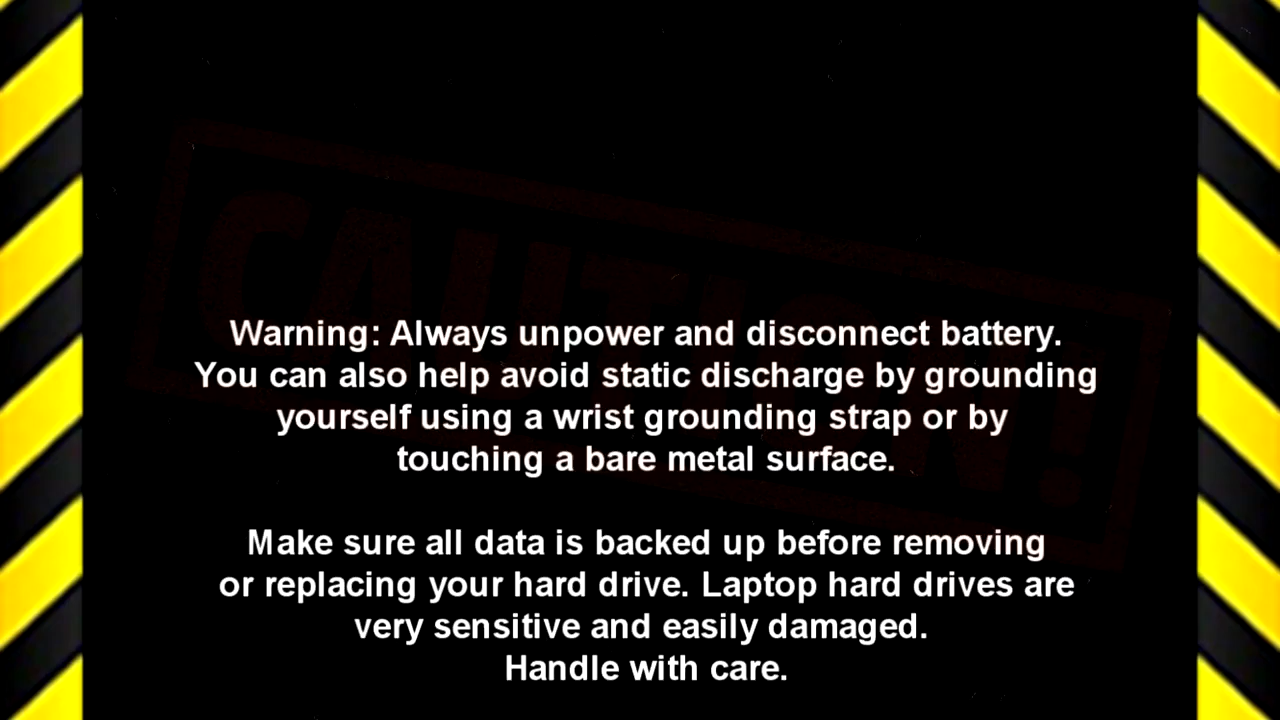 CAUTION!
Warning: Always unpower and disconnect battery.
You can also help avoid static discharge by grounding
yourself using a wrist grounding strap or by
touching a bare metal surface.
Make sure all data is backed up before removing
or replacing your hard drive. Laptop hard drives are
very sensitive and easily damaged.
Handle with care.